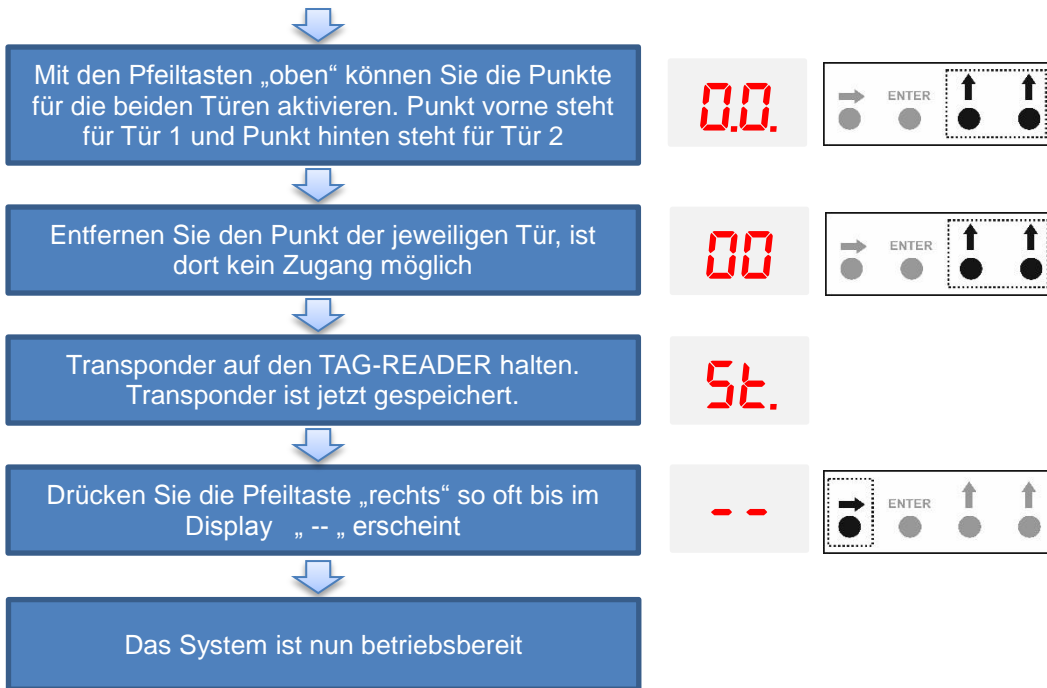 Mit den Pfeiltasten „oben“ können Sie die Punkte
für die beiden Türen aktivieren. Punkt vorne steht
für Tür 1 und Punkt hinten steht für Tür 2
0.0.
ENTER
Entfernen Sie den Punkt der jeweiligen Tür, ist
dort kein Zugang möglich
00
ENTER
Transponder auf den TAG-READER halten.
Transponder ist jetzt gespeichert.
St.
Drücken Sie die Pfeiltaste „rechts“ so oft bis im
Display „ -- „ erscheint
--
ENTER
Das System ist nun betriebsbereit